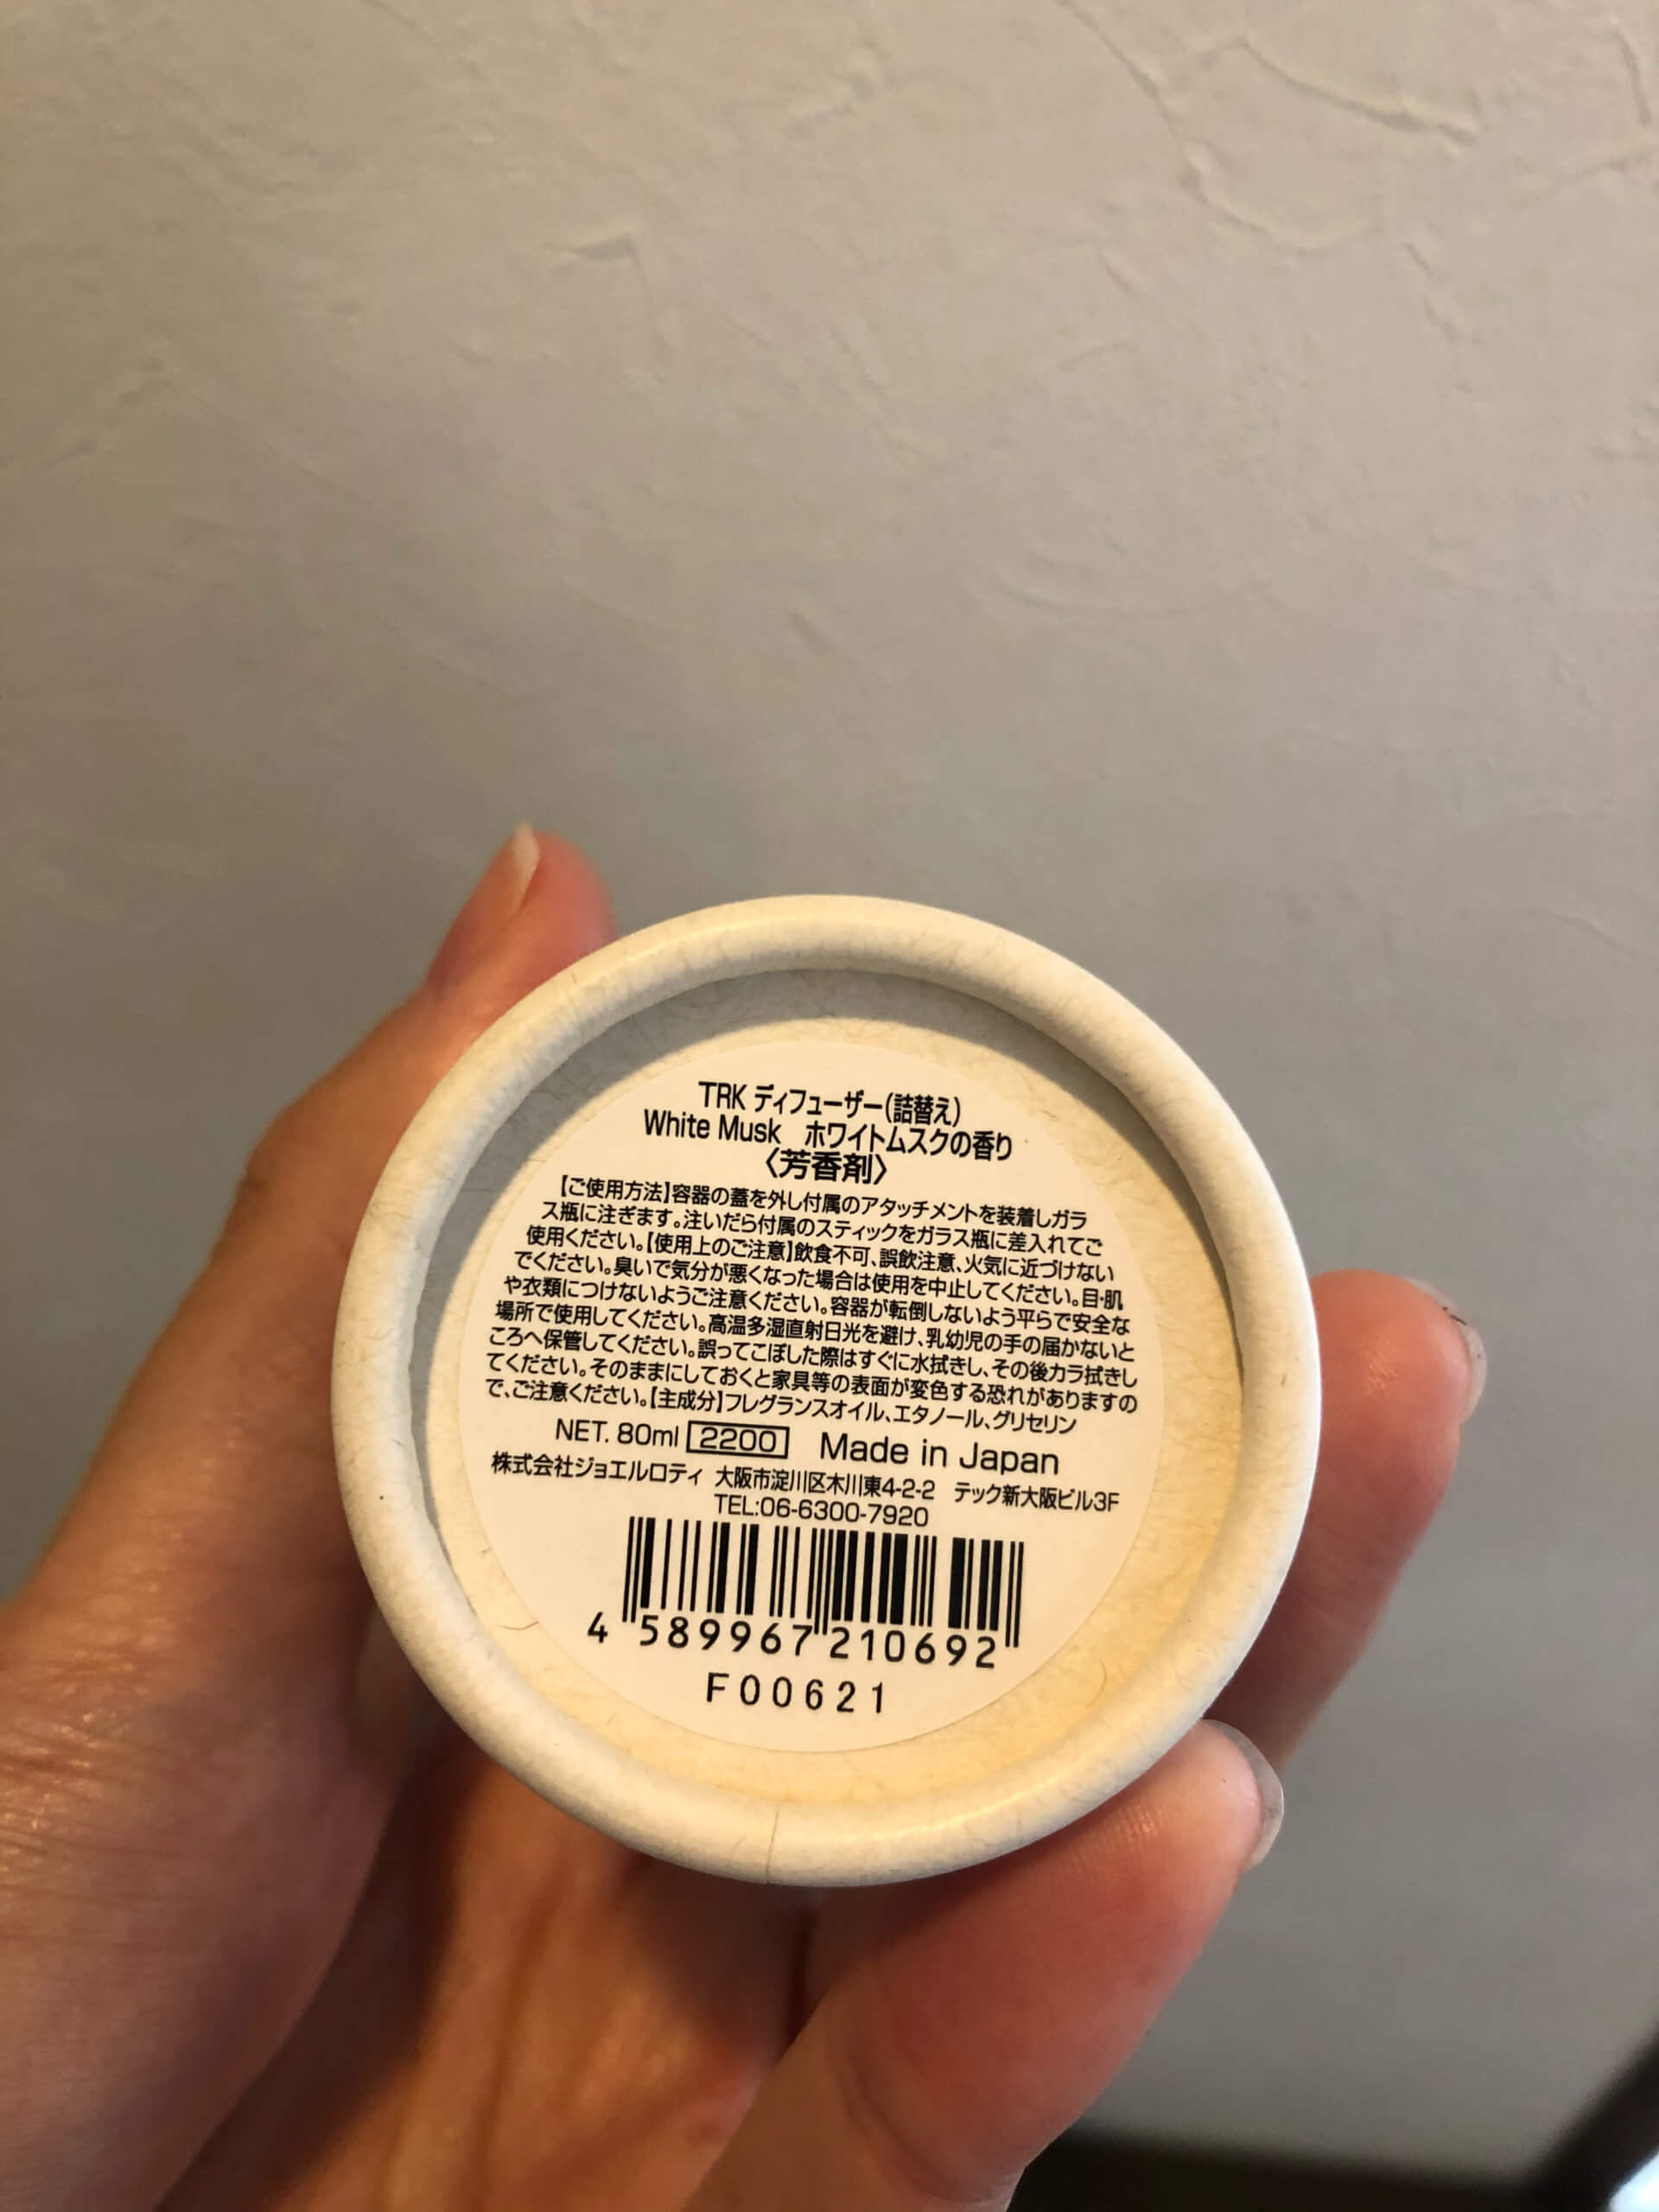 TRK ディフューザー(詰替え)
White Musk ホワイトムスクの香り
〈芳香剤〉
【ご使用方法】容器の蓋を外し付属のアタッチメントを装着しガラ
ス瓶に注ぎます。注いだら付属のスティックをガラス瓶に差入れてご
使用ください。【使用上のご注意】飲食不可、誤飲注意、火気に近づけない
でください。臭いで気分が悪くなった場合は使用を中止してください。目・肌
や衣類につけないようご注意ください。容器が転倒しないよう平らで安全な
場所で使用してください。高温多湿直射日光を避け、乳幼児の手の届かないと
ころへ保管してください。誤ってこぼした際はすぐに水拭きし、その後カラ拭きし
てください。そのままにしておくと家具等の表面が変色する恐れがありますの
で、ご注意ください。【主成分】フレグランスオイル、エタノール、グリセリン
NET. 80ml 2200 Made in Japan
株式会社ジョエルロティ 大阪市淀川区木川東4-2-2 テック新大阪ビル3F
TEL:06-6300-7920
4 589967 210692
F00621